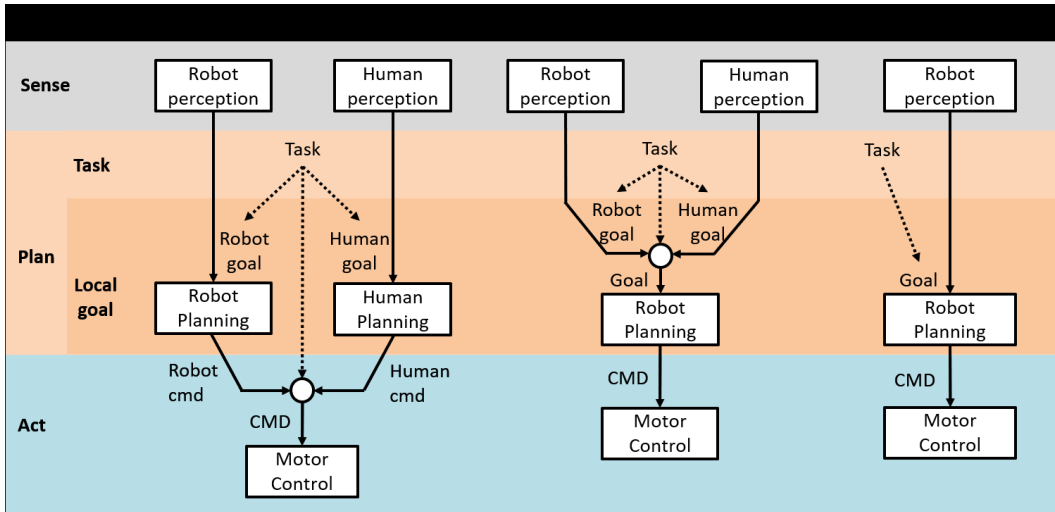 Sense
Robot
perception
Human
perception
Robot
perception
Human
perception
Robot
perception
Plan
Task
Task
Task
Task
Local
goal
Robot
goal
Human
goal
Robot
goal
Human
goal
Goal
Goal
Robot
Planning
Human
Planning
Robot
Planning
Robot
Planning
Act
Robot
cmd
Human
cmd
CMD
CMD
CMD
Motor
Control
Motor
Control
Motor
Control